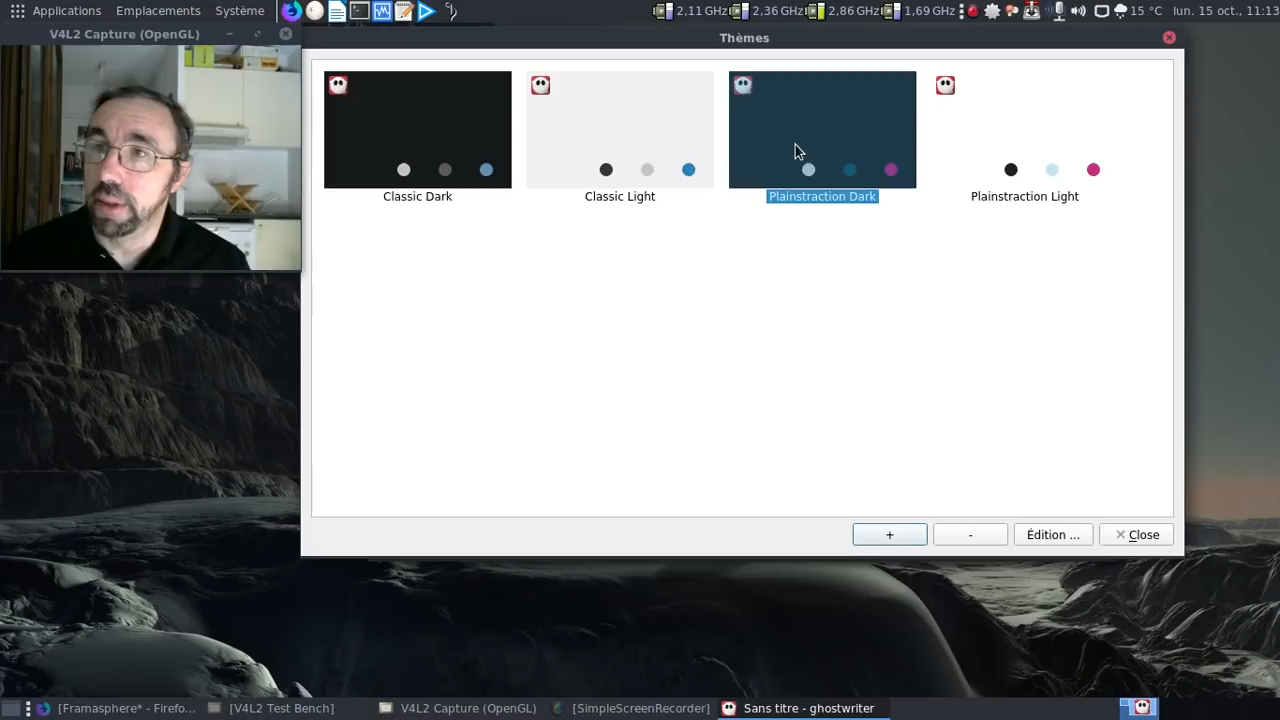 Applications Emplacements Système
2,11 GHz 2,36 GHz 2,86 GHz 1,69 GHz 15 °C lun. 15 oct., 11:13
V4L2 Capture (OpenGL)
Thèmes
Classic Dark
Classic Light
Plainstraction Dark
Plainstraction Light
+
-
Édition ...
Close
[Framasphere* - Firefo...
[V4L2 Test Bench]
V4L2 Capture (OpenGL)
[SimpleScreenRecorder]
Sans titre - ghostwriter